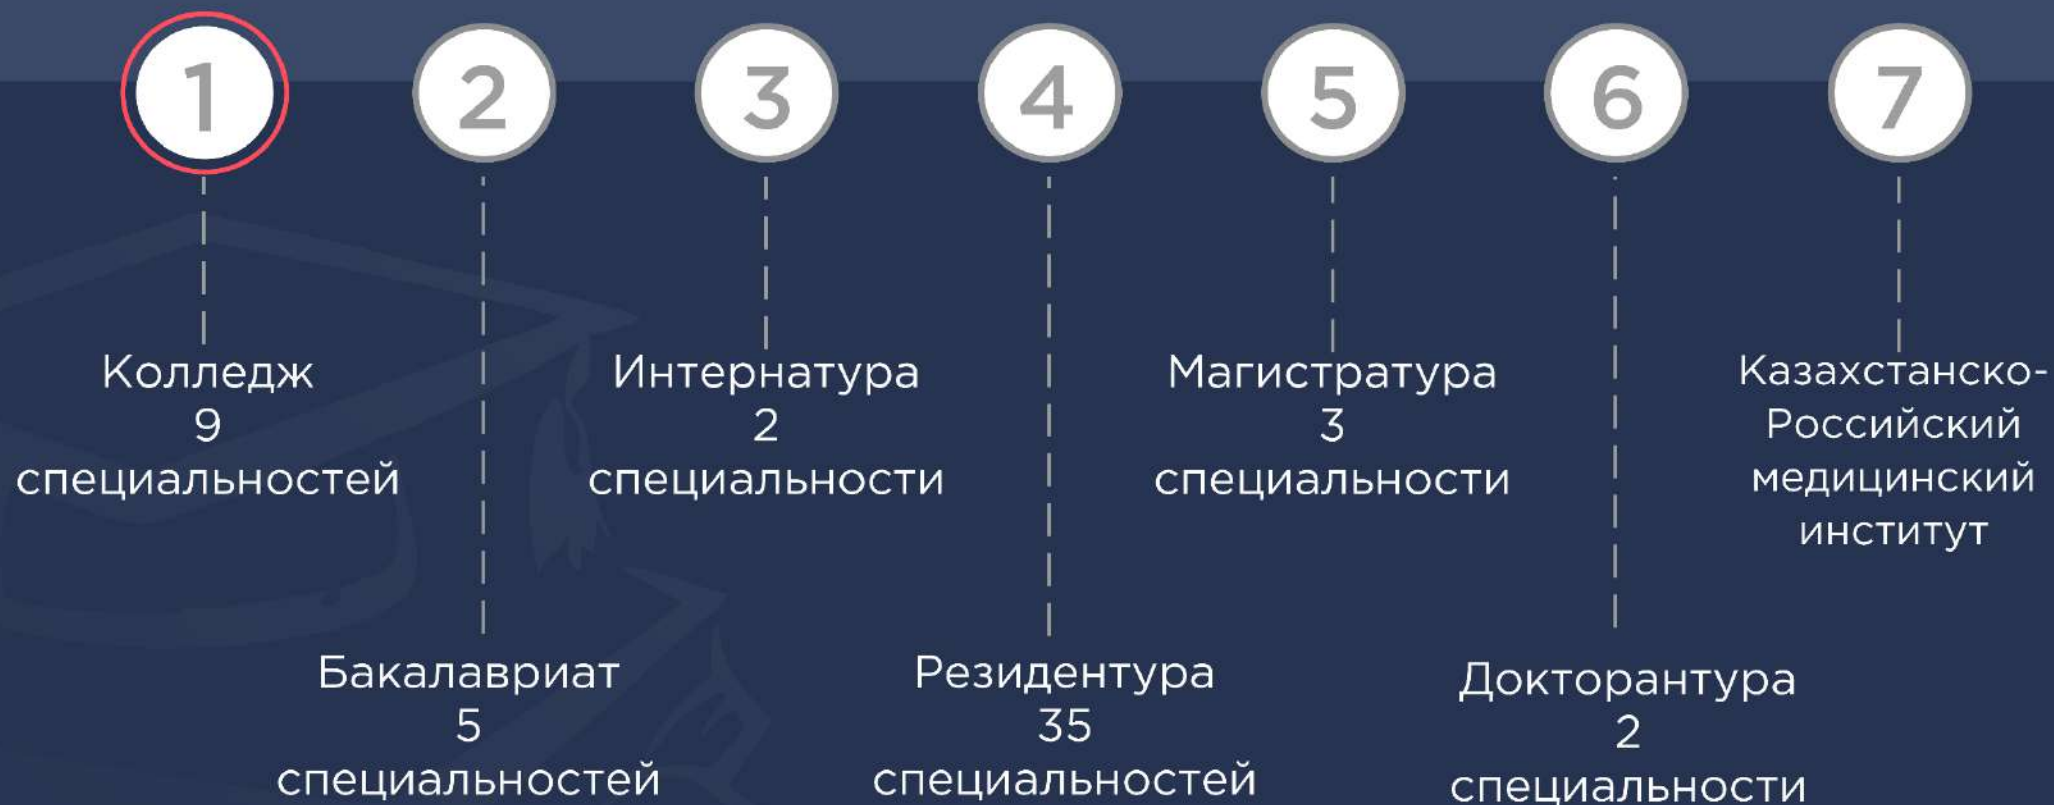 1
2
3
4
5
6
7
Колледж
9
специальностей
Бакалавриат
5
специальностей
Интернатура
2
специальности
Резидентура
35
специальностей
Магистратура
3
специальности
Докторантура
2
специальности
Казахстанско-
Российский
медицинский
институт